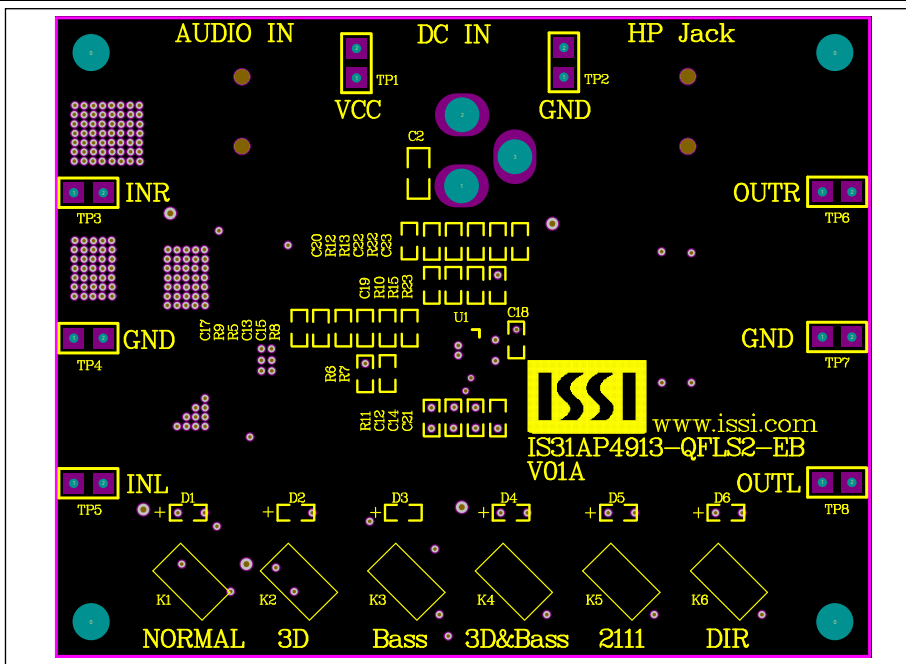 AUDIO IN
DC IN
HP Jack
TP1
TP2
VCC
GND
C2
INR
OUTR
TP3
TP6
C20
R12
R13
C22
R22
C23
C19
R10
R15
R23
U1
C18
C17
R9
R5
C13
C15
R8
GND
GND
TP4
TP7
R6
R7
ISSI
R11
C12
C14
C21
www.issi.com
IS31AP4913-QFLS2-EB
V01A
INL
OUTL
TP5
TP8
+ D1
+ D2
+ D3
+ D4
+ D5
+ D6
K1
K2
K3
K4
K5
K6
NORMAL
3D
Bass
3D&Bass
2111
DIR